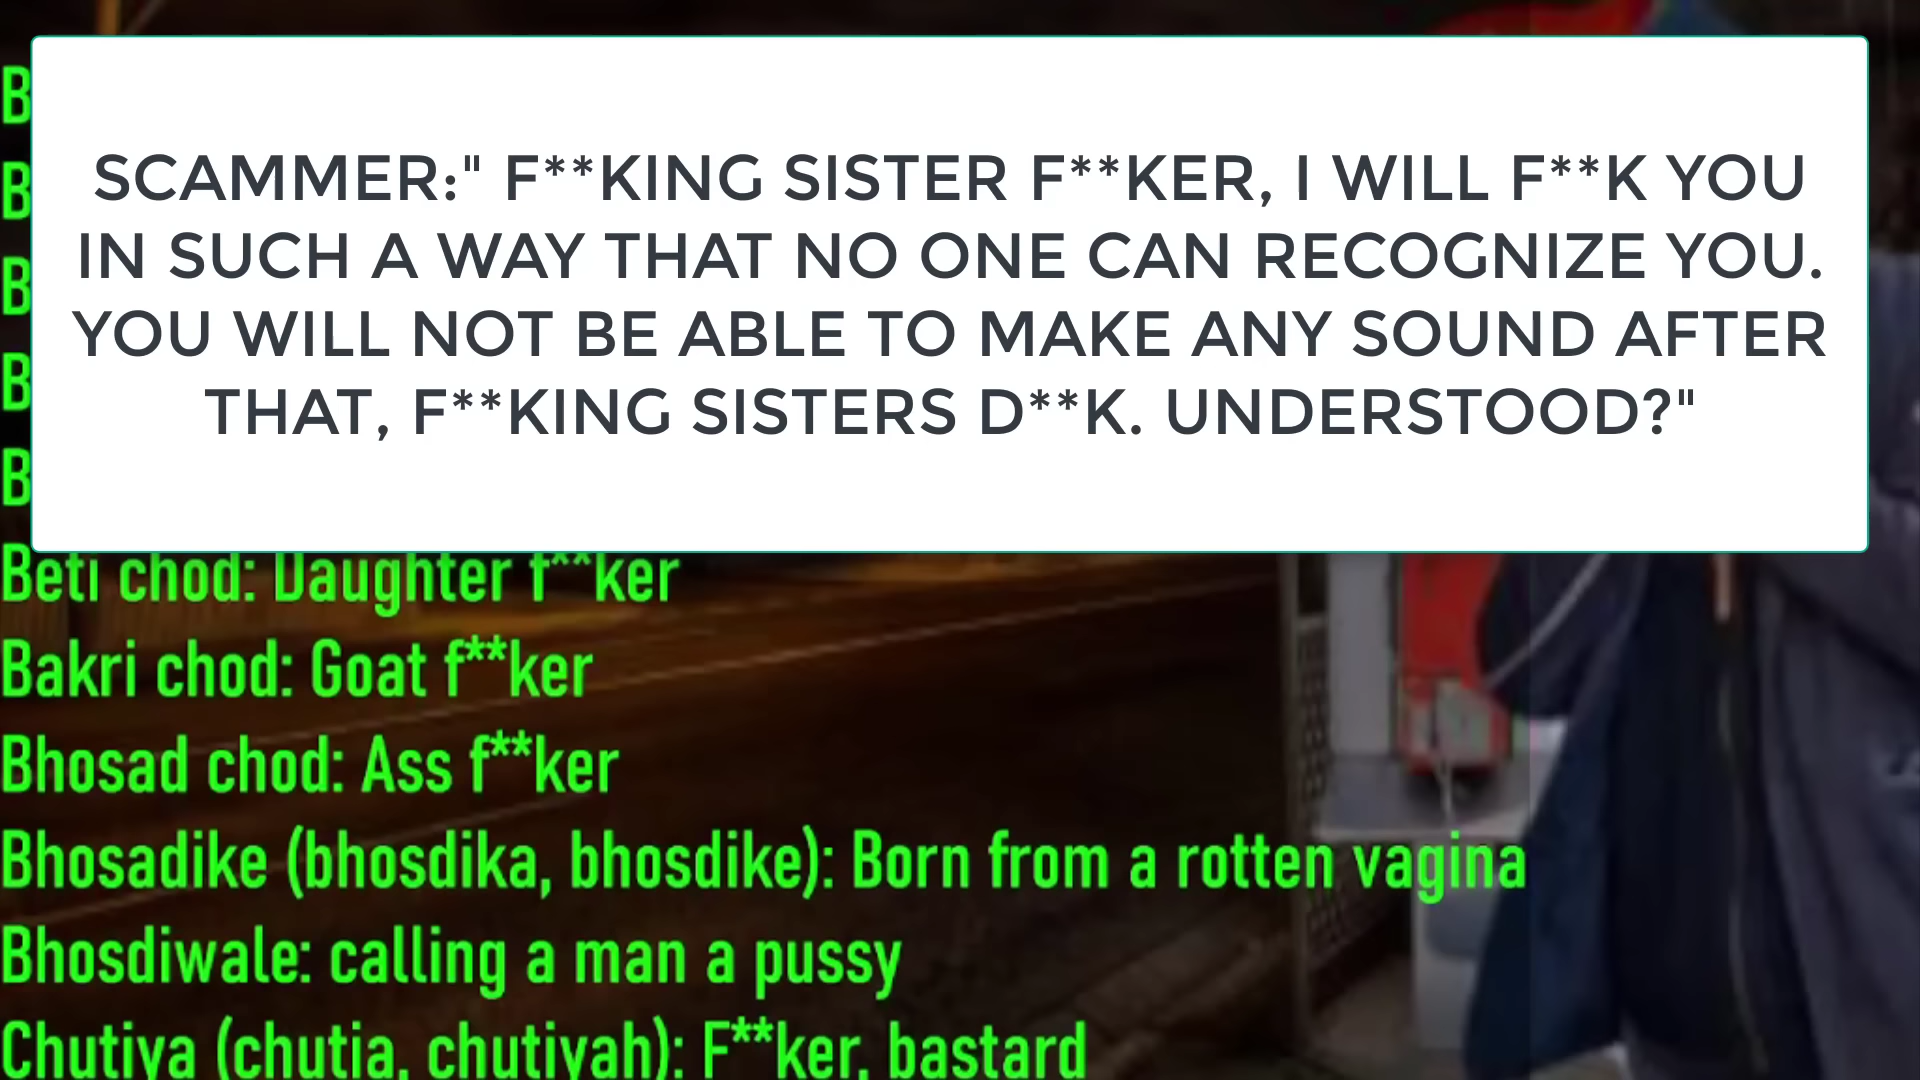 B
SCAMMER:" F**KING SISTER F**KER, I WILL F**K YOU
B
IN SUCH A WAY THAT NO ONE CAN RECOGNIZE YOU.
B
YOU WILL NOT BE ABLE TO MAKE ANY SOUND AFTER
B
THAT, F**KING SISTERS D**K. UNDERSTOOD?"
B
Beti chod: Daughter f**ker
Bakri chod: Goat f**ker
Bhosad chod: Ass f**ker
Bhosadike (bhosdika, bhosdike): Born from a rotten vagina
Bhosdiwale: calling a man a pussy
Chutiya (chutia, chutiyah): F**ker, bastard